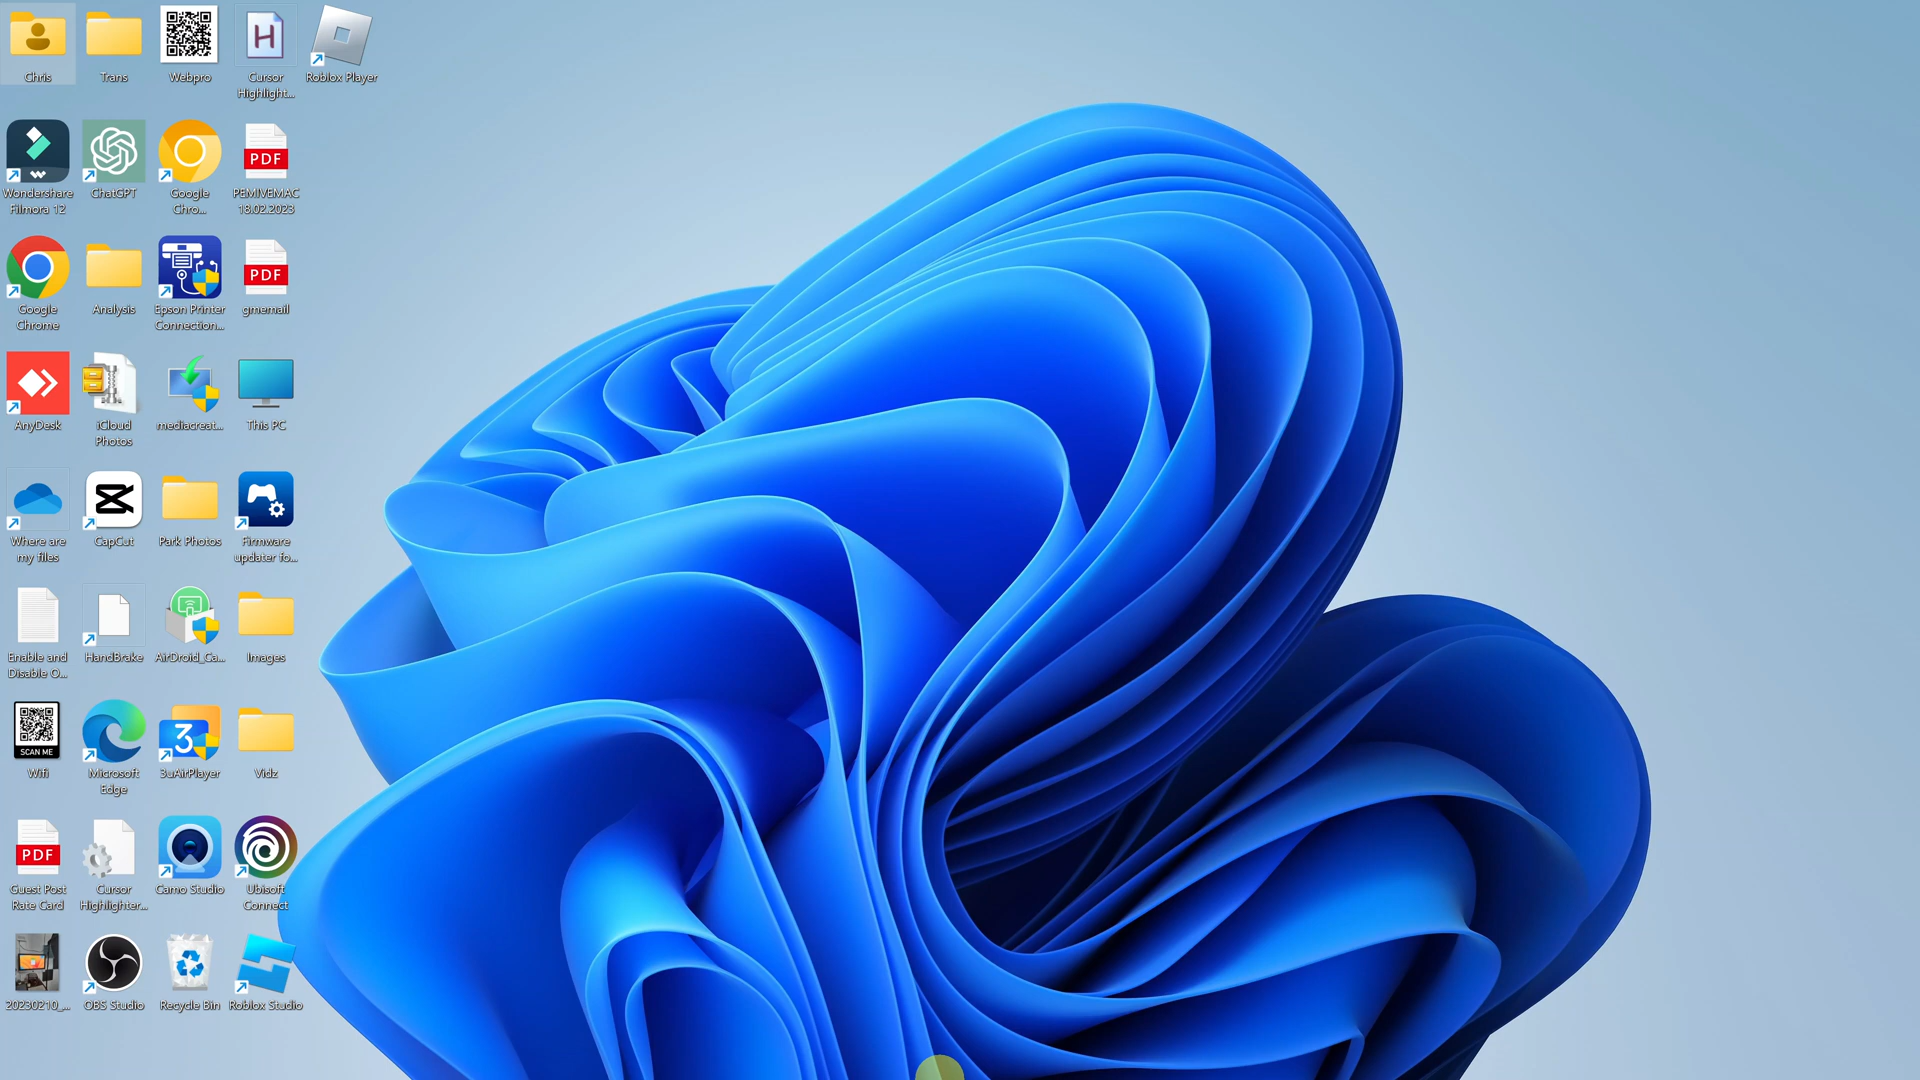 Chris
Trans
Webpro
H
Cursor
Highlight...
Roblox Player
Wondershare
Filmora 12
ChatGPT
Google
Chro...
PDF
PEMIVEMAC
18.02.2023
Google
Chrome
Analysis
Epson Printer
Connection...
PDF
gmemail
AnyDesk
iCloud
Photos
mediacreat...
This PC
Where are
my files
CapCut
Park Photos
Firmware
updater fo...
Enable and
Disable O...
HandBrake
AirDroid_Ca...
Images
SCAN ME
Wifi
Microsoft
Edge
3
3uAirPlayer
Vidz
PDF
Guest Post
Rate Card
Cursor
Highlighter...
Camo Studio
Ubisoft
Connect
20230210_...
OBS Studio
Recycle Bin
Roblox Studio